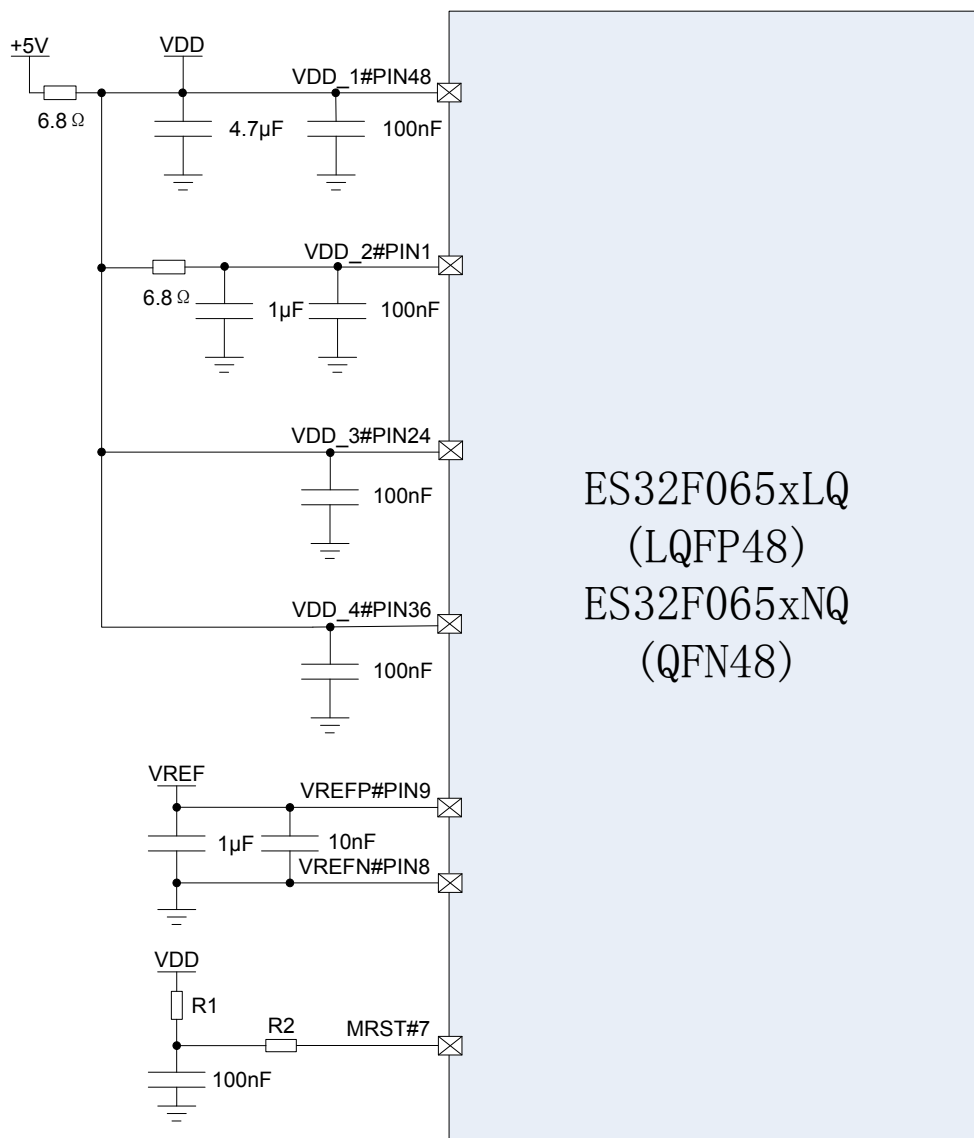 +5V
VDD
VDD_1#PIN48
6.8Ω
4.7µF
100nF
VDD_2#PIN1
6.8Ω
1µF
100nF
VDD_3#PIN24
100nF
VDD_4#PIN36
100nF
ES32F065xLQ
(LQFP48)
ES32F065xNQ
(QFN48)
VREF
VREFP#PIN9
1µF
10nF
VREFN#PIN8
VDD
R1
R2
MRST#7
100nF